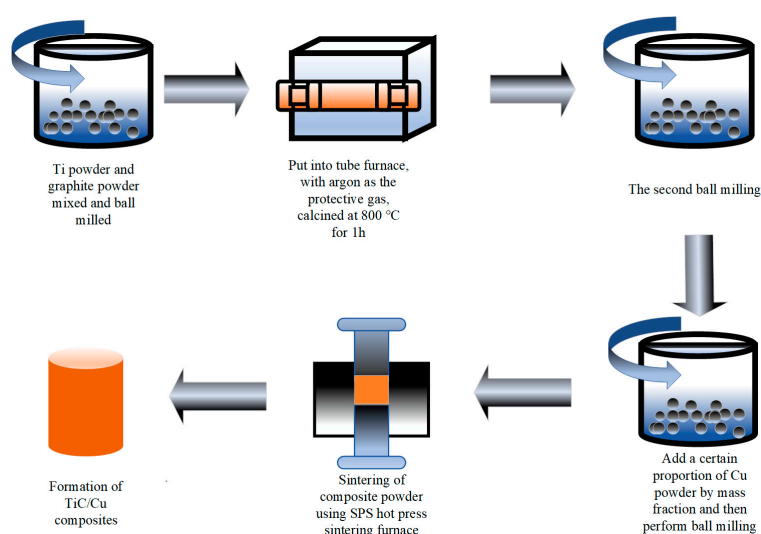 Ti powder and
graphite powder
mixed and ball
milled
Put into tube furnace,
with argon as the
protective gas,
calcined at 800 ℃
for 1h
The second ball milling
Add a certain
proportion of Cu
powder by mass
fraction and then
perform ball milling
Sintering of
composite powder
using SPS hot press
sintering furnace
Formation of
TiC/Cu
composites